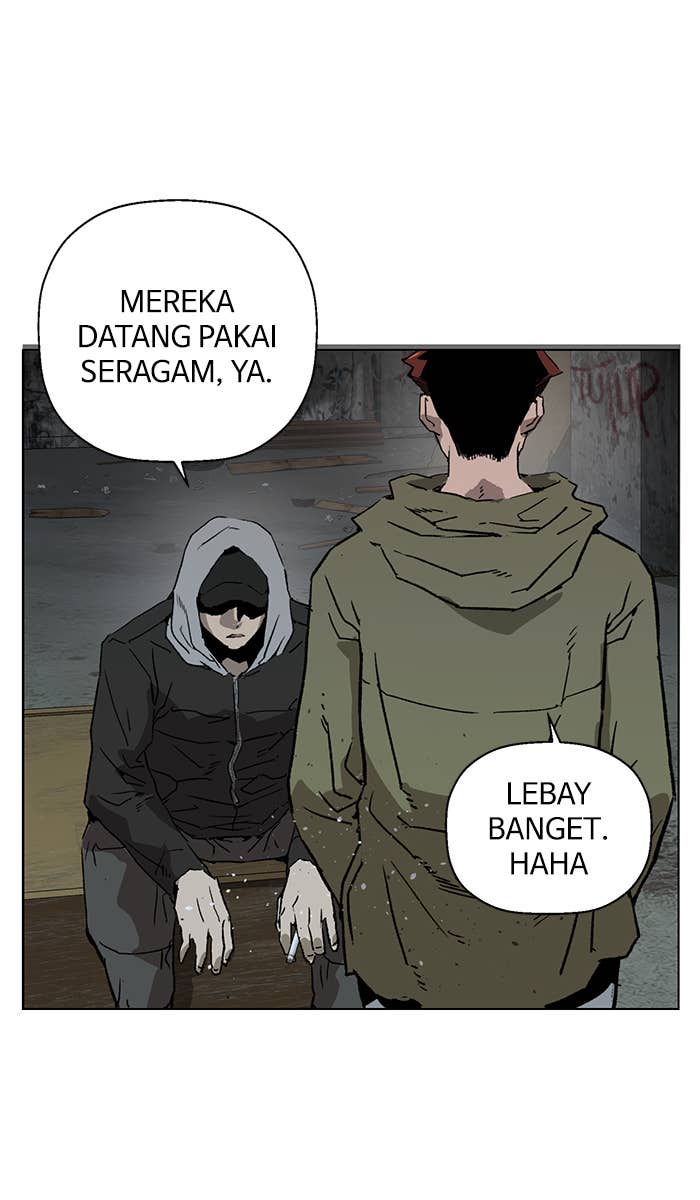 MEREKA
DATANG PAKAI
SERAGAM, YA.
TUTUP
LEBAY
BANGET.
HAHA